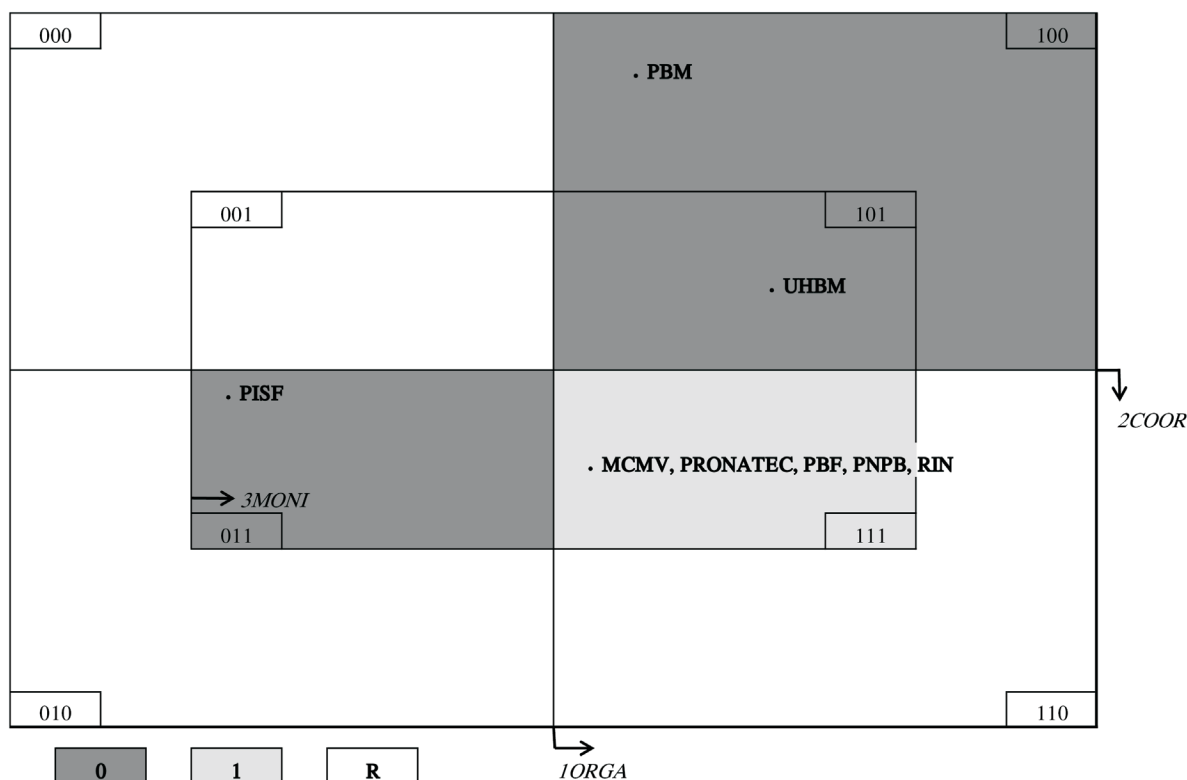 000
100
. PBM
001
101
. UHBM
. PISF
2COOR
. MCMV, PRONATEC, PBF, PNPB, RIN
3MONI
011
111
010
110
0
1
R
1ORGA